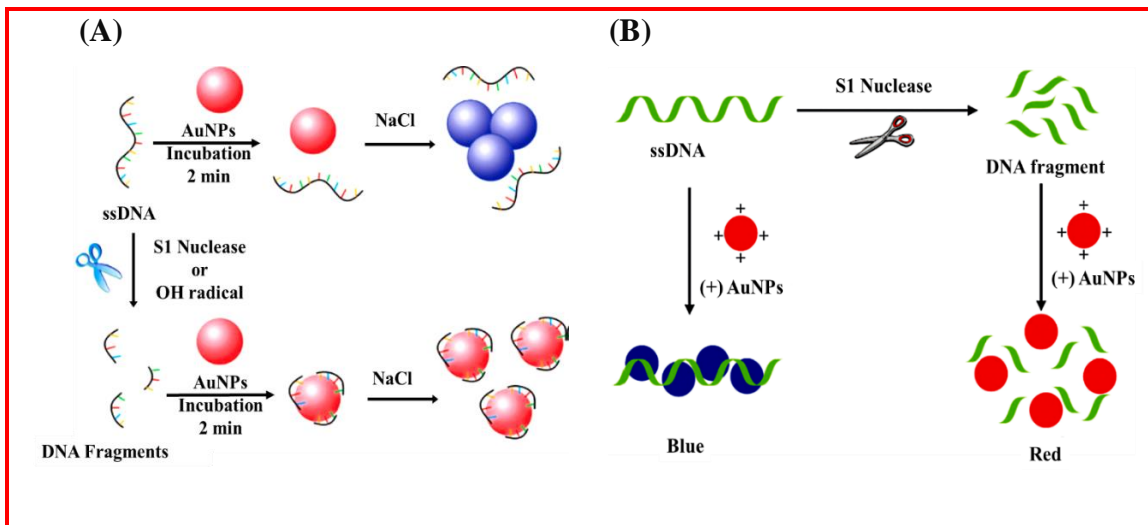 (A)
AuNPs
Incubation
2 min
NaCl
ssDNA
S1 Nuclease
or
OH radical
AuNPs
Incubation
2 min
NaCl
DNA Fragments
(B)
S1 Nuclease
ssDNA
DNA fragment
+
+ +
+
(+) AuNPs
+
+ +
+
(+) AuNPs
Blue
Red